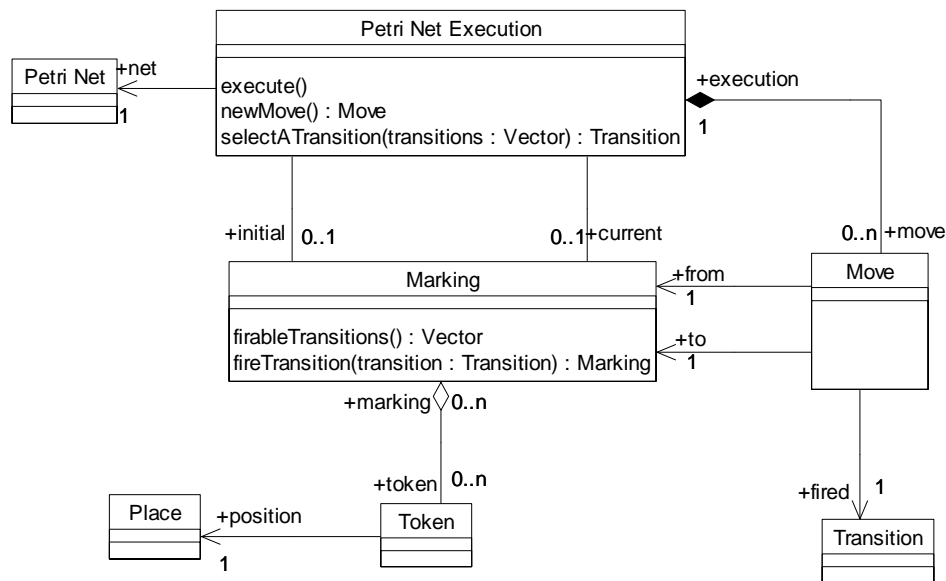 Petri Net Execution
Petri Net
+net
1
execute()
newMove() : Move
selectATransition(transitions : Vector) : Transition
+execution
1
+initial
0..1
0..1
+current
0..n
+move
Marking
firableTransitions() : Vector
fireTransition(transition : Transition) : Marking
+from
1
+to
1
Move
+marking
0..n
+token
0..n
Place
+position
1
Token
+fired
1
Transition